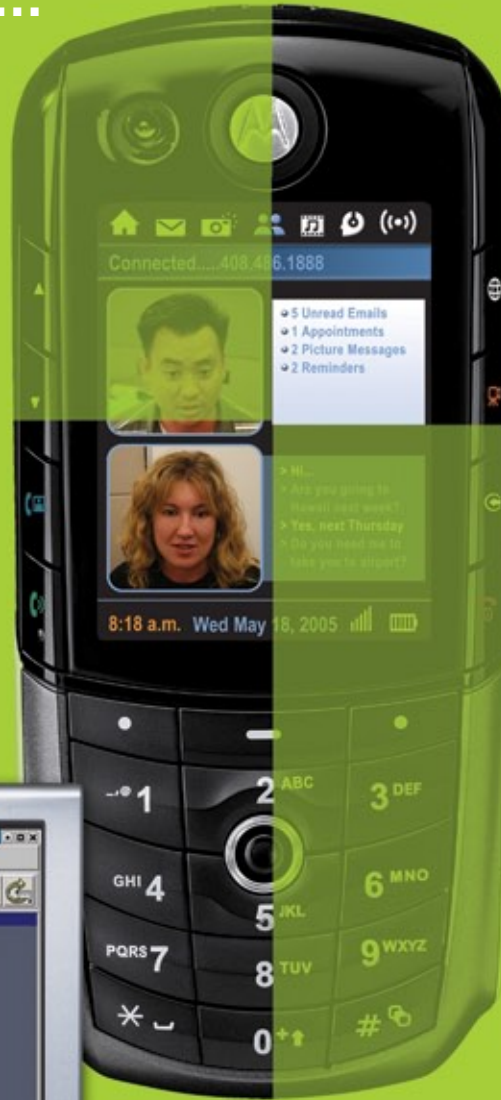 Connected.....408.486.1888
5 Unread Emails
1 Appointments
2 Picture Messages
2 Reminders
> Hi...
> Are you going to
Hawaii next week?
> Yes, next Thursday
> Do you need me to
take you to airport?
8:18 a.m. Wed May 18, 2005
1
2 ABC
3 DEF
GHI 4
5 JKL
6 MNO
PQRS 7
8 TUV
9 WXYZ
*
0 +
#